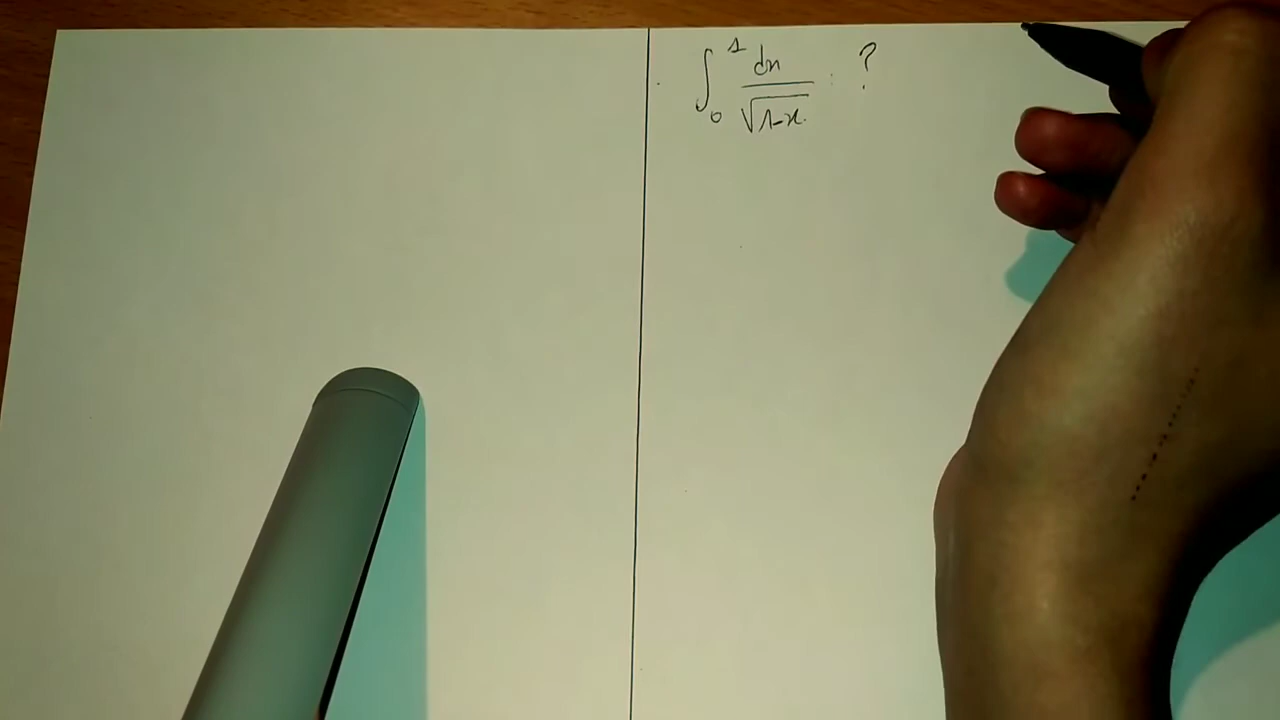 ∫₀¹ dx/√(1-x) : ?